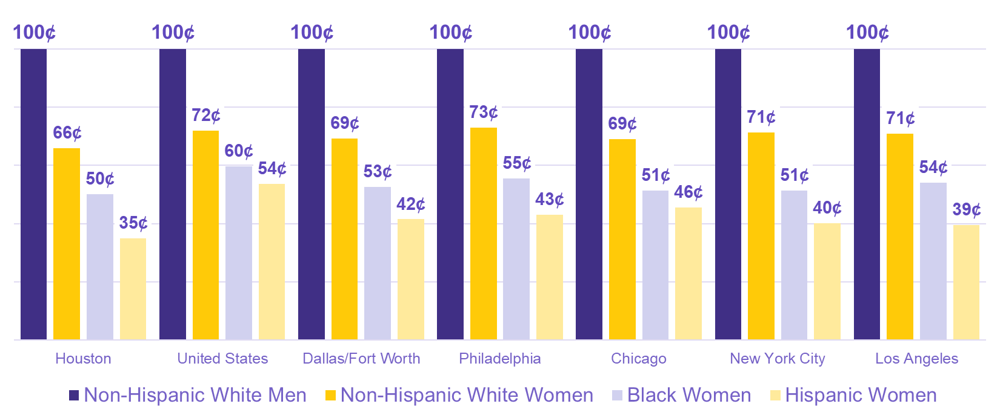 100¢ 100¢ 100¢ 100¢ 100¢ 100¢ 100¢
66¢ 72¢ 69¢ 73¢ 69¢ 71¢ 71¢
50¢ 60¢ 53¢ 55¢ 51¢ 51¢ 54¢
35¢ 54¢ 42¢ 43¢ 46¢ 40¢ 39¢
Houston United States Dallas/Fort Worth Philadelphia Chicago New York City Los Angeles
Non-Hispanic White Men Non-Hispanic White Women Black Women Hispanic Women